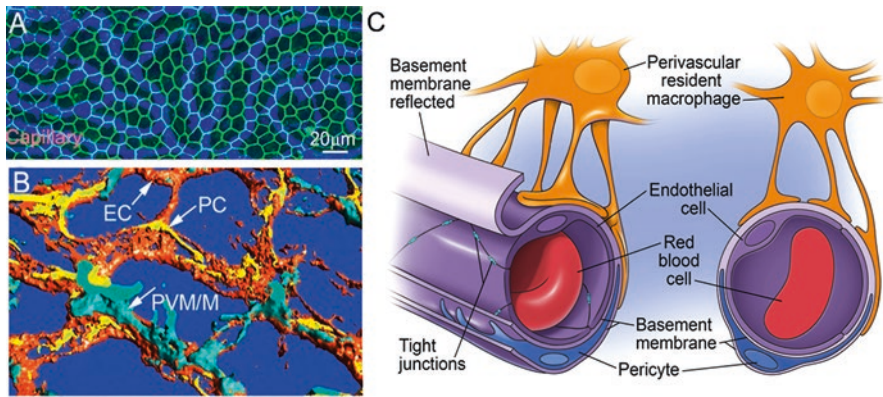 A
Capillary
20μm
B
EC
PC
PVM/M
C
Basement
membrane
reflected
Perivascular
resident
macrophage
Endothelial
cell
Red
blood
cell
Tight
junctions
Basement
membrane
Pericyte